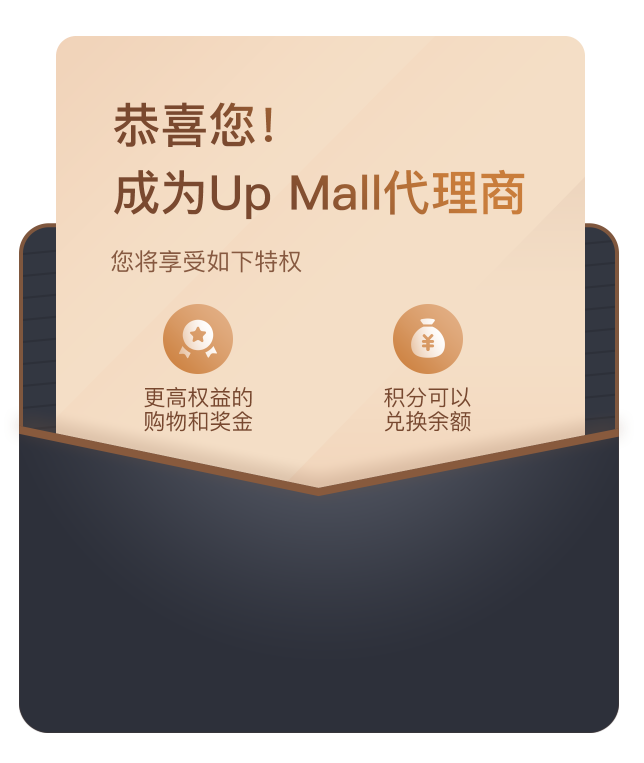 恭喜您!
成为Up Mall代理商
您将享受如下特权
更高权益的
购物和奖金
积分可以
兑换余额